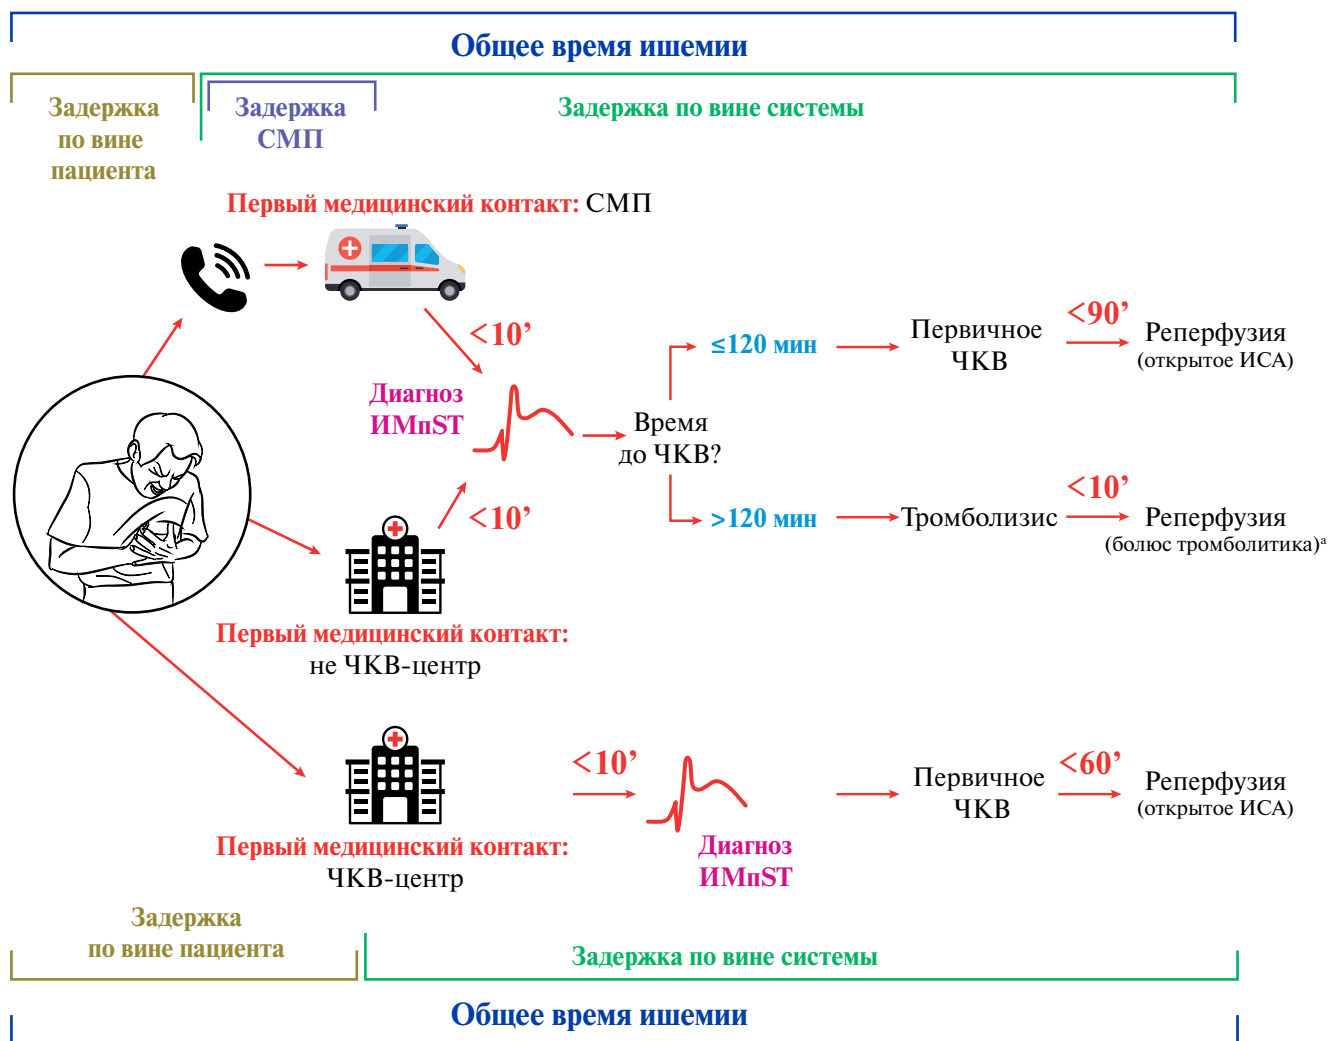 Общее время ишемии
Задержка
по вине
пациента
Задержка
СМП
Задержка по вине системы
Первый медицинский контакт: СМП
<10’
Диагноз
ИМпST
<10’
Время
до ЧКВ?
≤120 мин
Первичное
ЧКВ
<90’
Реперфузия
(открытое ИСА)
>120 мин
Тромболизис
<10’
Реперфузия
(болюс тромболитика)ᵃ
Первый медицинский контакт:
не ЧКВ-центр
<10’
Диагноз
ИМпST
Первичное
ЧКВ
<60’
Реперфузия
(открытое ИСА)
Первый медицинский контакт:
ЧКВ-центр
Задержка
по вине пациента
Задержка по вине системы
Общее время ишемии